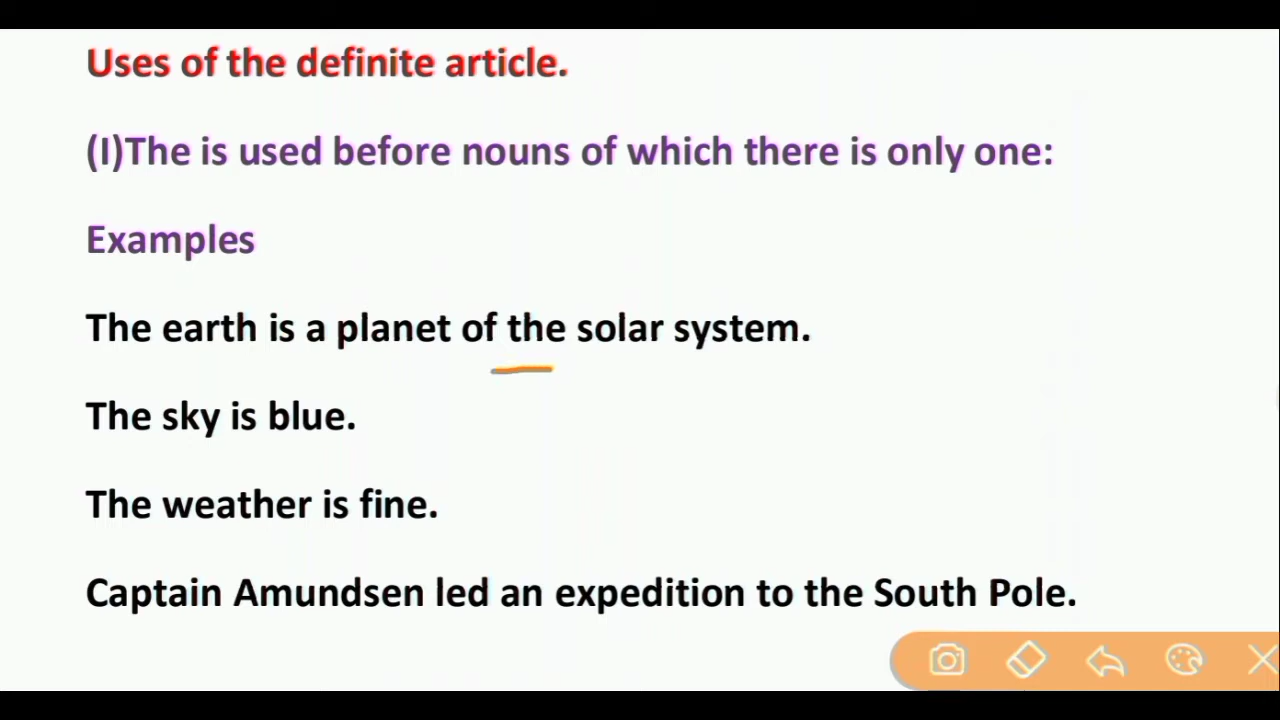 Uses of the definite article.
(I)The is used before nouns of which there is only one:
Examples
The earth is a planet of the solar system.
The sky is blue.
The weather is fine.
Captain Amundsen led an expedition to the South Pole.